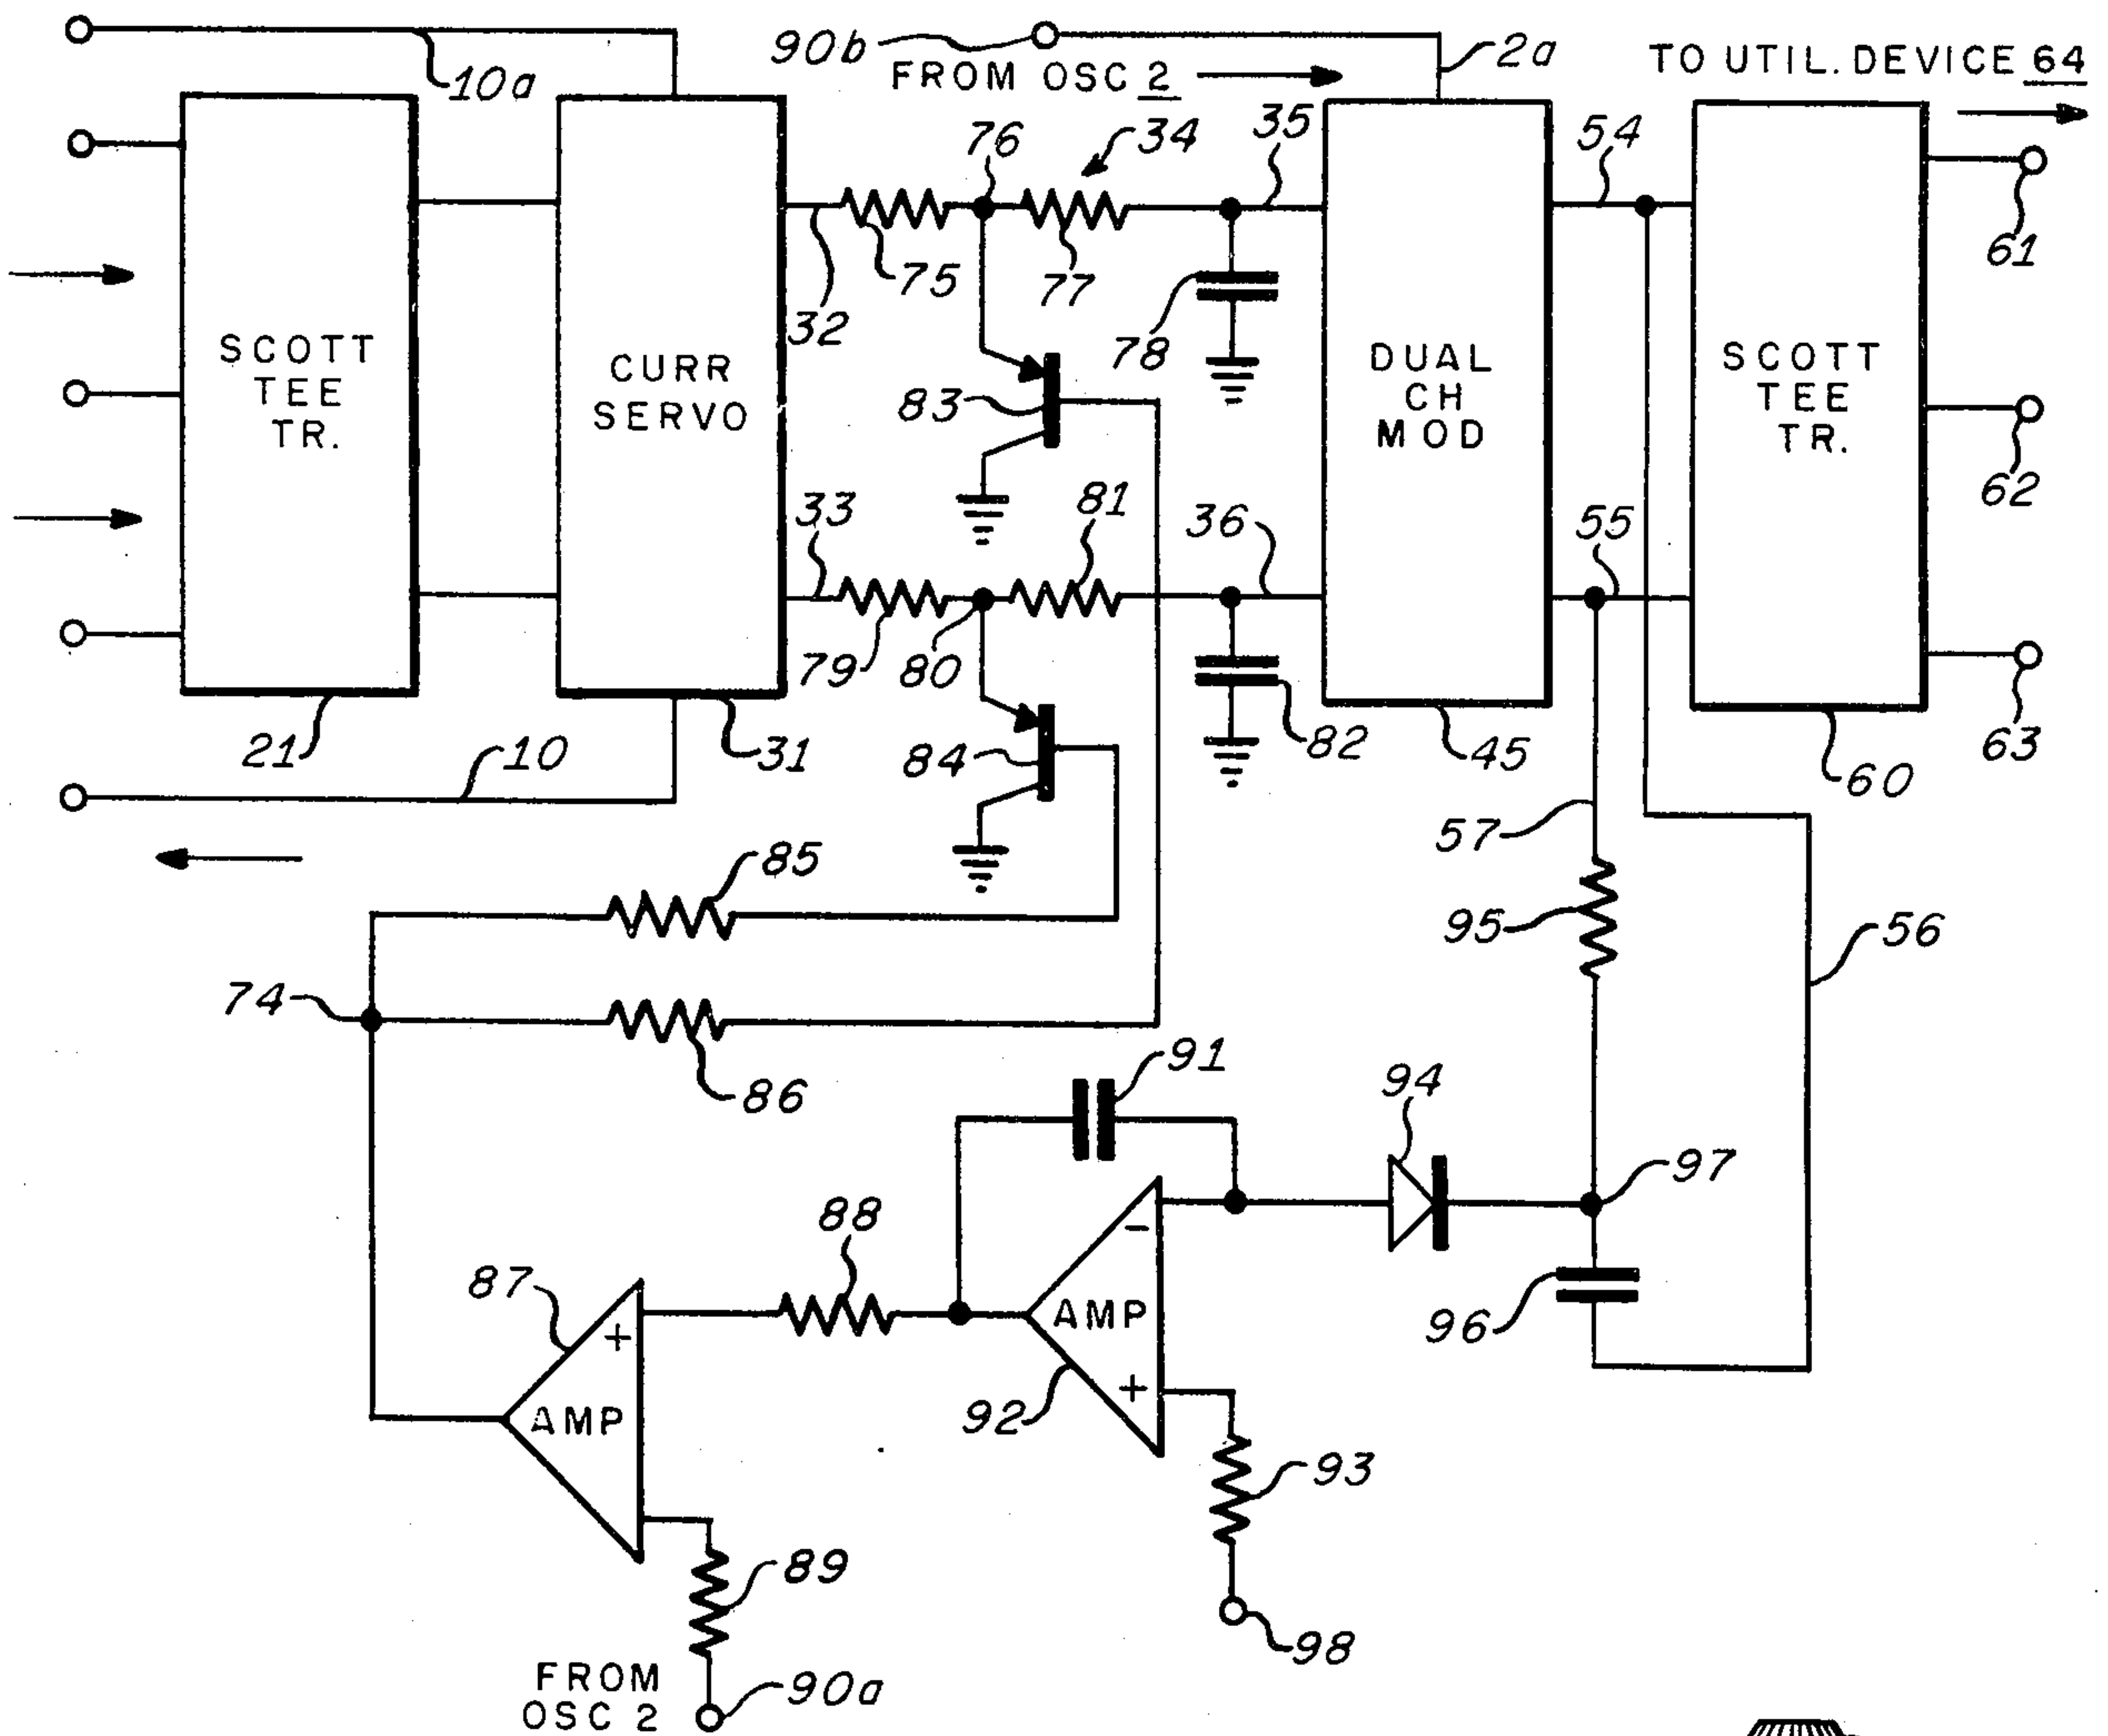 90b
FROM OSC 2
2a
TO UTIL. DEVICE 64
10a
76
34
35
54
61
75
77
32
78
SCOTT
TEE
TR.
CURR
SERVO
DUAL
CH
MOD
SCOTT
TEE
TR.
83
62
33
81
36
55
79
80
63
21
10
31
84
82
45
60
57
85
95
56
74
86
91
94
97
88
87
+
AMP
-
AMP
+
96
92
93
89
98
FROM
OSC 2
90a